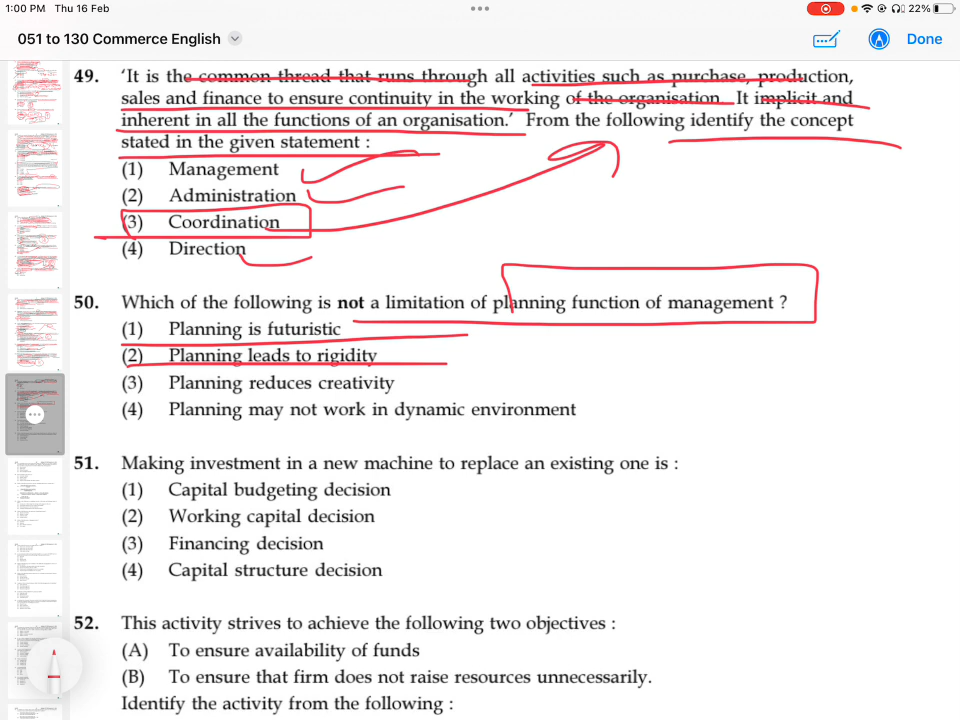 1:00 PM Thu 16 Feb
22%
051 to 130 Commerce English
Done
49. ‘It is the common thread that runs through all activities such as purchase, production,
sales and finance to ensure continuity in the working of the organisation. It implicit and
inherent in all the functions of an organisation.’ From the following identify the concept
stated in the given statement :
(1) Management
(2) Administration
(3) Coordination
(4) Direction
50. Which of the following is not a limitation of planning function of management ?
(1) Planning is futuristic
(2) Planning leads to rigidity
(3) Planning reduces creativity
(4) Planning may not work in dynamic environment
51. Making investment in a new machine to replace an existing one is :
(1) Capital budgeting decision
(2) Working capital decision
(3) Financing decision
(4) Capital structure decision
52. This activity strives to achieve the following two objectives :
(A) To ensure availability of funds
(B) To ensure that firm does not raise resources unnecessarily.
Identify the activity from the following :